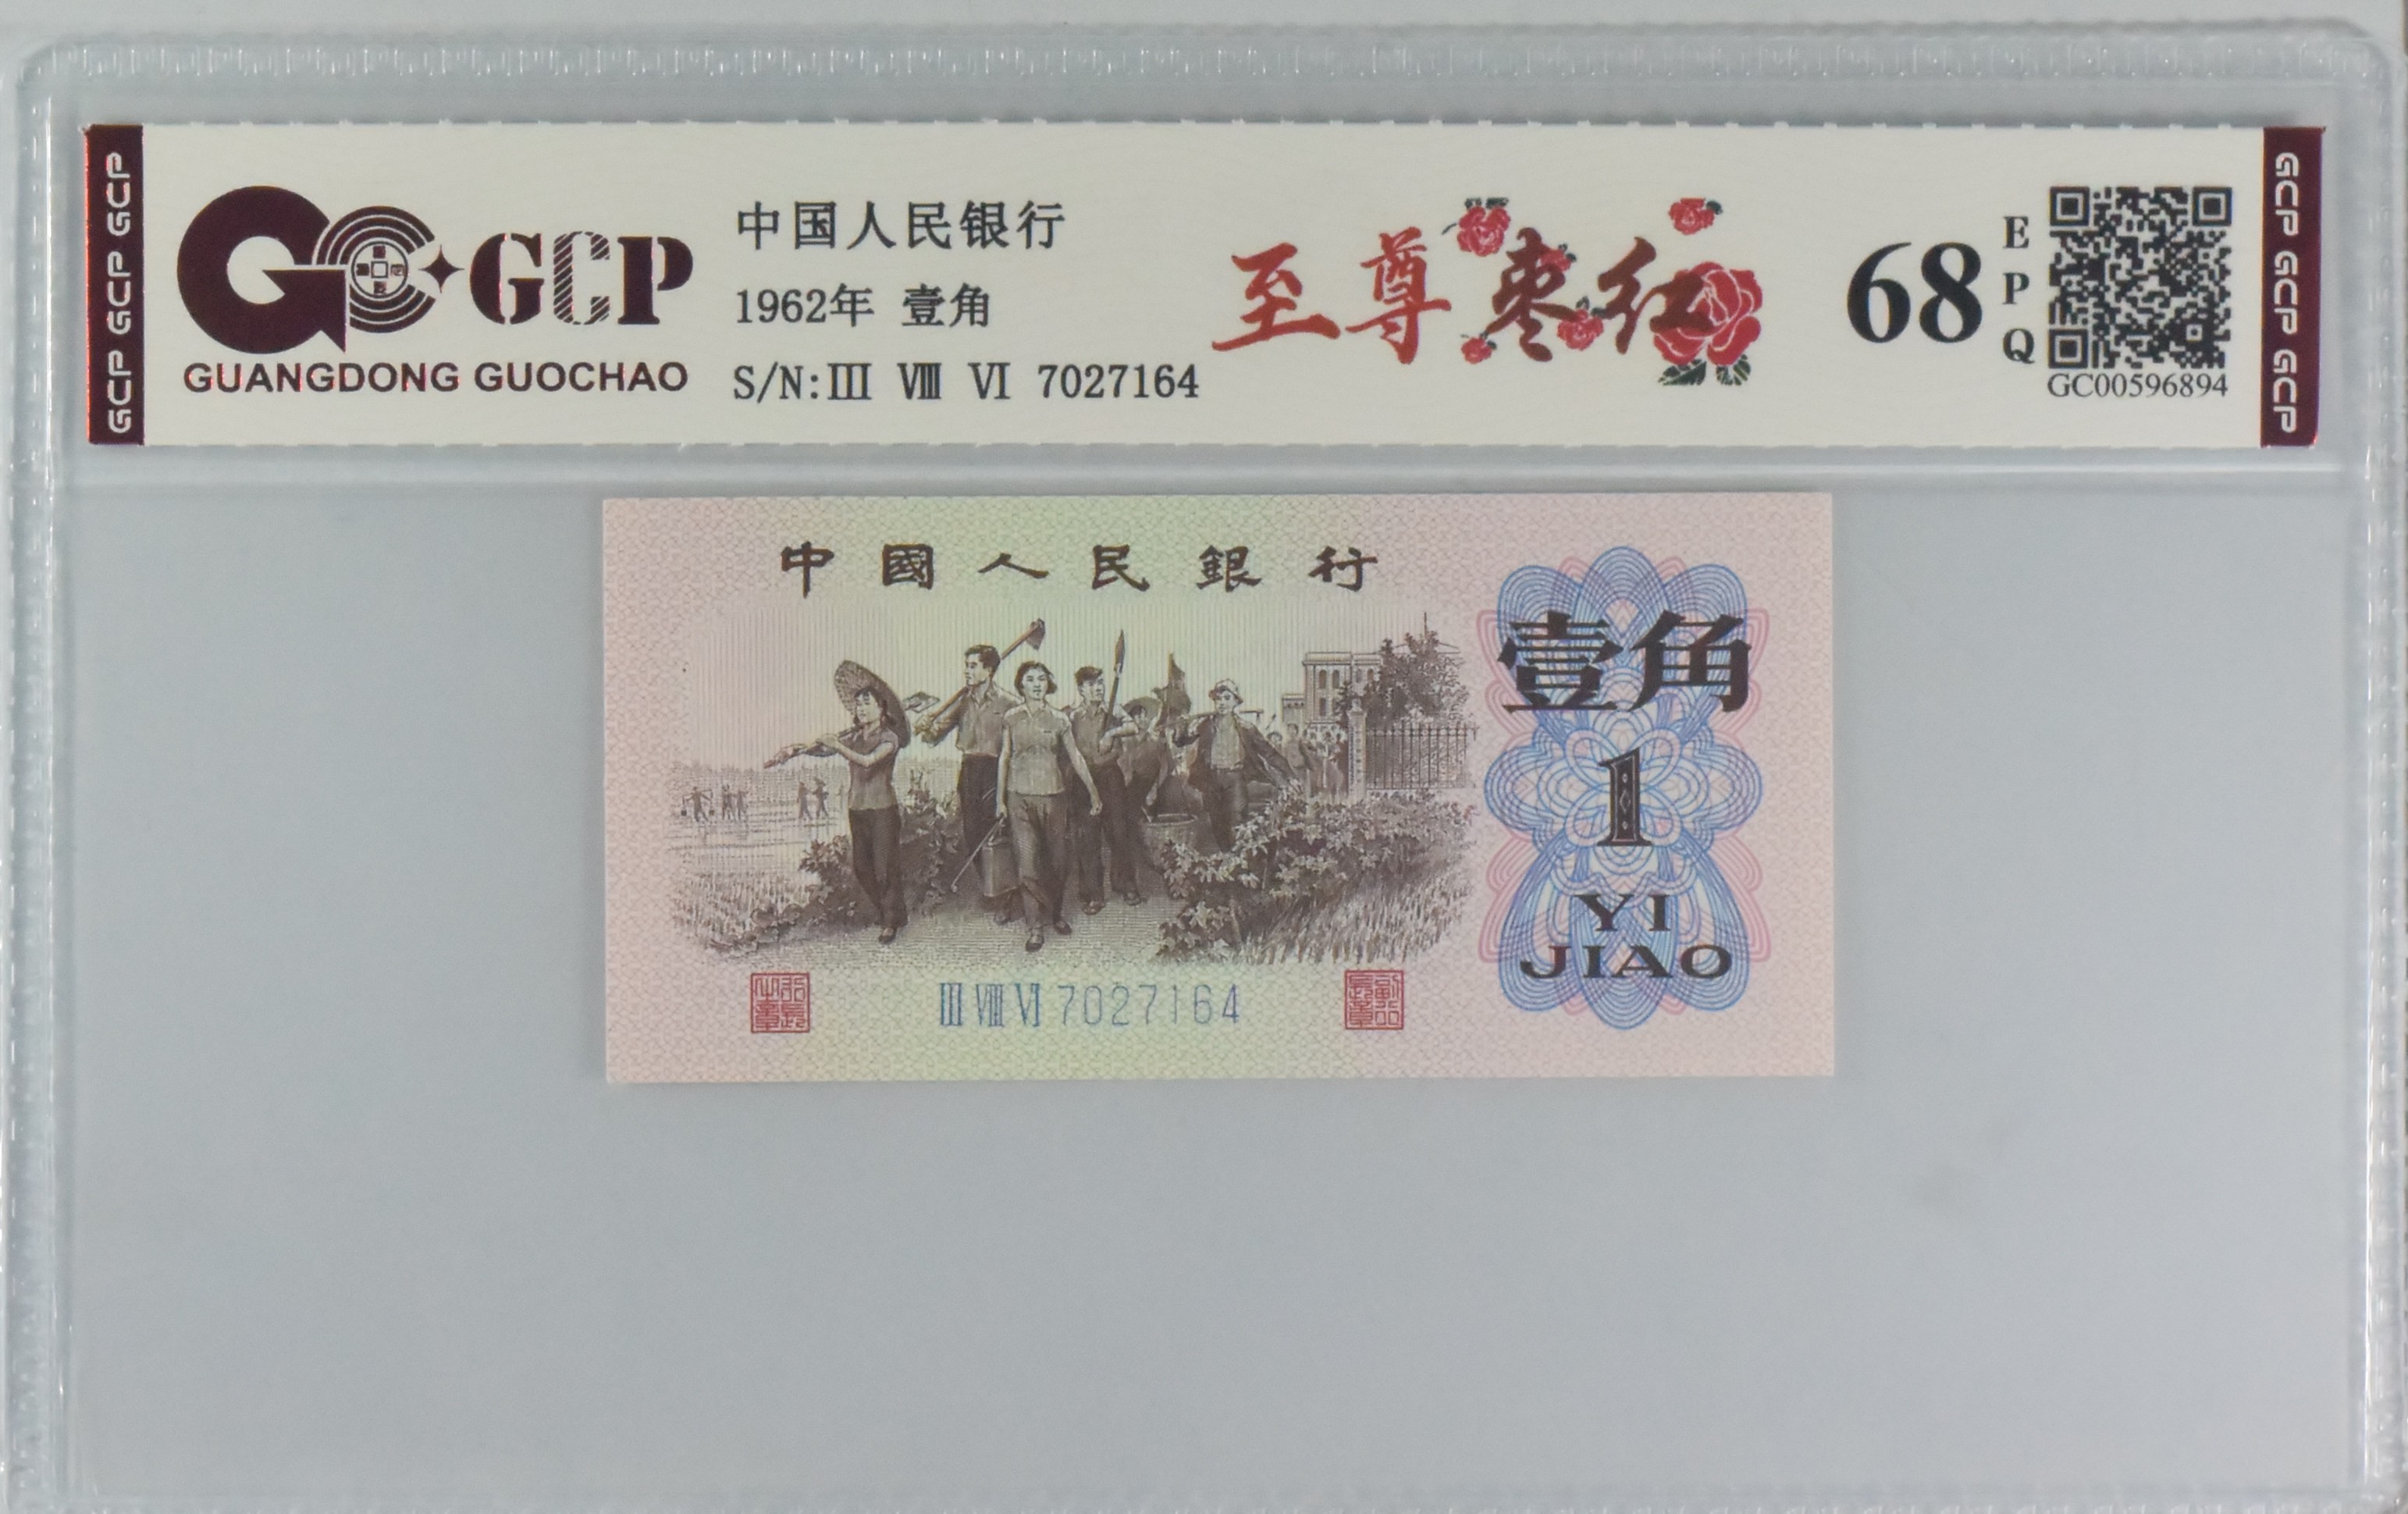 GCP GCP GCP
GCP
GUANGDONG GUOCHAO
中国人民银行
1962年 壹角
S/N:Ⅲ Ⅷ Ⅵ 7027164
至尊枣红
68
EPQ
GC00596894
GCP GCP GCP
中國人民銀行
壹角
1
YI
JIAO
Ⅲ Ⅷ Ⅵ 7027164